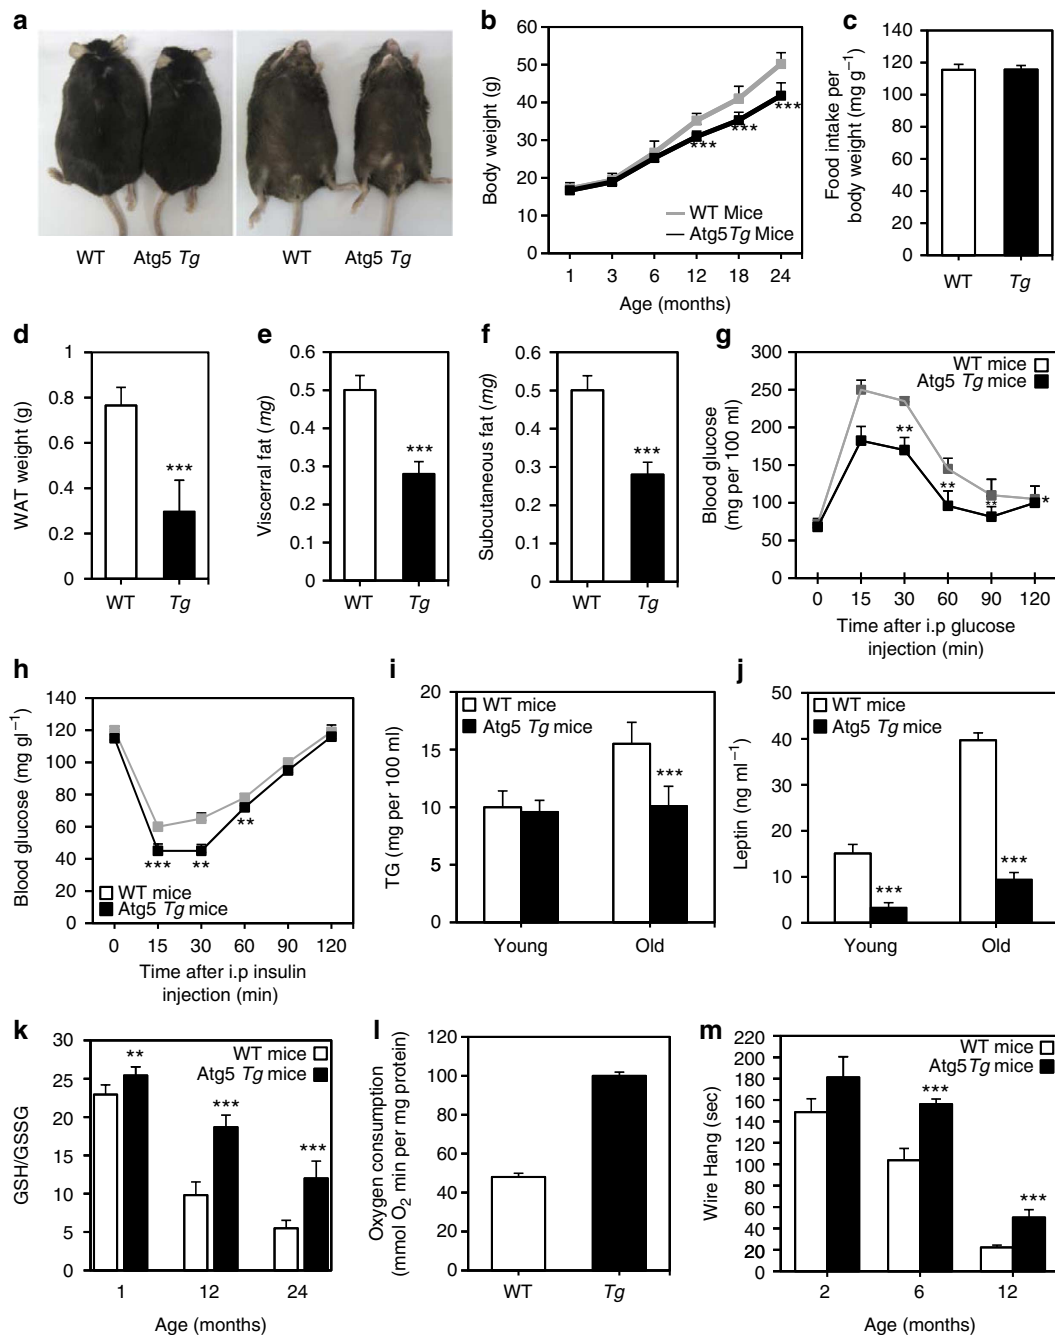 a
WT
Atg5 Tg
WT
Atg5 Tg
b
Body weight (g)
60
50
40
30
20
10
0
***
***
***
WT Mice
Atg5Tg Mice
1 3 6 12 18 24
Age (months)
c
Food intake per
body weight (mg g⁻¹)
140
120
100
80
60
40
20
0
WT Tg
d
WAT weight (g)
1
0.8
0.6
0.4
0.2
0
***
WT Tg
e
Viscerral fat (mg)
0.6
0.5
0.4
0.3
0.2
0.1
0
***
WT Tg
f
Subcutaneous fat (mg)
0.6
0.5
0.4
0.3
0.2
0.1
0
***
WT Tg
g
Blood glucose
(mg per 100 ml)
300
250
200
150
100
50
0
WT mice
Atg5 Tg mice
**
**
**
*
0 15 30 60 90 120
Time after i.p glucose
injection (min)
h
Blood glucose (mg gl⁻¹)
140
120
100
80
60
40
20
0
***
**
**
WT mice
Atg5 Tg mice
0 15 30 60 90 120
Time after i.p insulin
injection (min)
i
TG (mg per 100 ml)
20
15
10
5
0
WT mice
Atg5 Tg mice
***
Young Old
j
Leptin (ng ml⁻¹)
50
40
30
20
10
0
WT mice
Atg5 Tg mice
***
***
Young Old
k
GSH/GSSG
30
25
20
15
10
5
0
WT mice
Atg5 Tg mice
**
***
***
1 12 24
Age (months)
l
Oxygen consumption
(mmol O₂ min per mg protein)
120
100
80
60
40
20
0
WT Tg
m
Wire Hang (sec)
220
200
180
160
140
120
100
80
60
40
20
20
WT mice
Atg5Tg mice
***
***
2 6 12
Age (months)